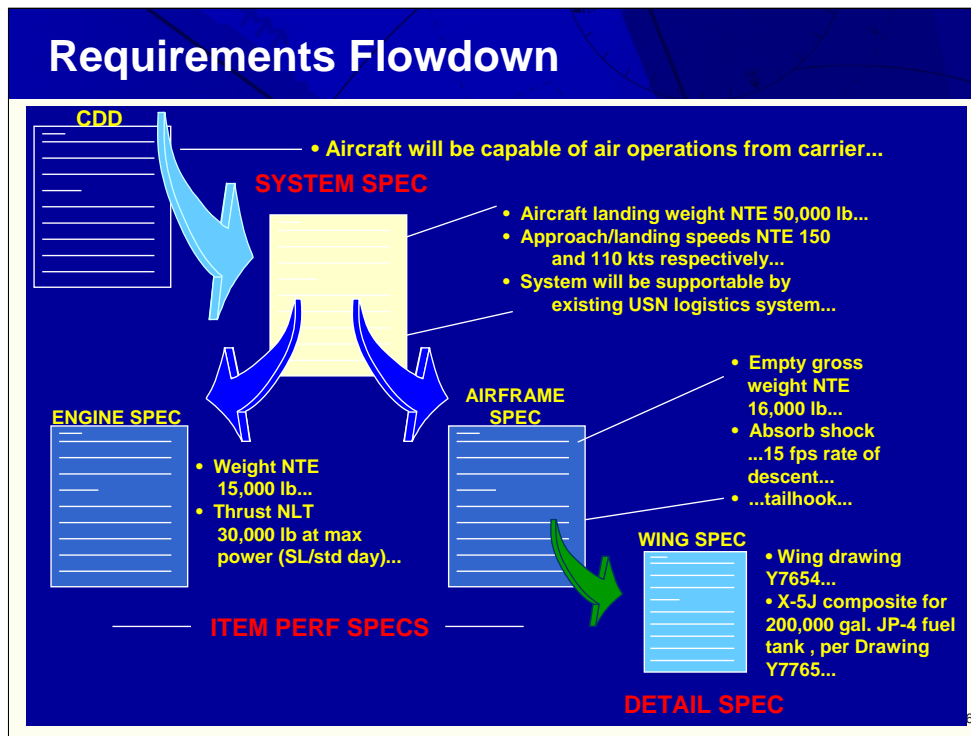 Requirements Flowdown
CDD
• Aircraft will be capable of air operations from carrier...
SYSTEM SPEC
• Aircraft landing weight NTE 50,000 lb...
• Approach/landing speeds NTE 150
and 110 kts respectively...
• System will be supportable by
existing USN logistics system...
ENGINE SPEC
• Weight NTE
15,000 lb...
• Thrust NLT
30,000 lb at max
power (SL/std day)...
AIRFRAME
SPEC
• Empty gross
weight NTE
16,000 lb...
• Absorb shock
...15 fps rate of
descent...
• ...tailhook...
ITEM PERF SPECS
WING SPEC
• Wing drawing
Y7654...
• X-5J composite for
200,000 gal. JP-4 fuel
tank , per Drawing
Y7765...
DETAIL SPEC
6